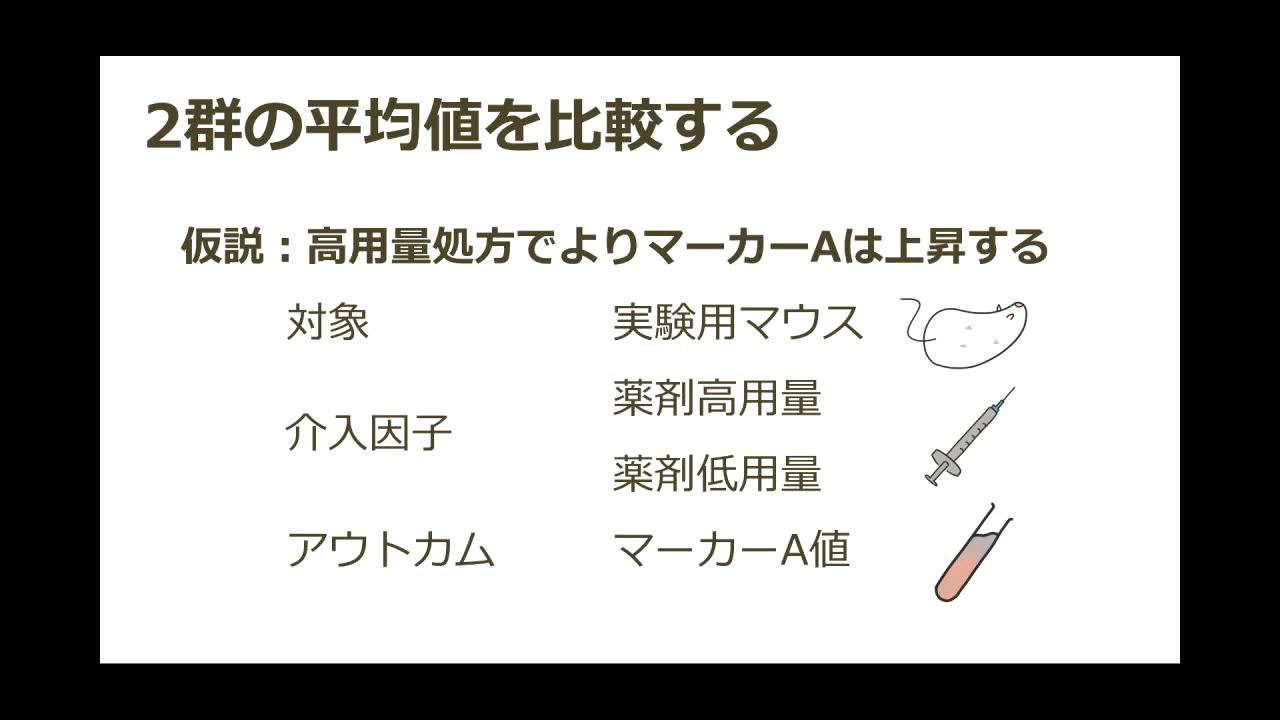 2群の平均値を比較する
仮説：高用量処方でよりマーカーAは上昇する
対象
実験用マウス
介入因子
薬剤高用量
薬剤低用量
アウトカム
マーカーA値